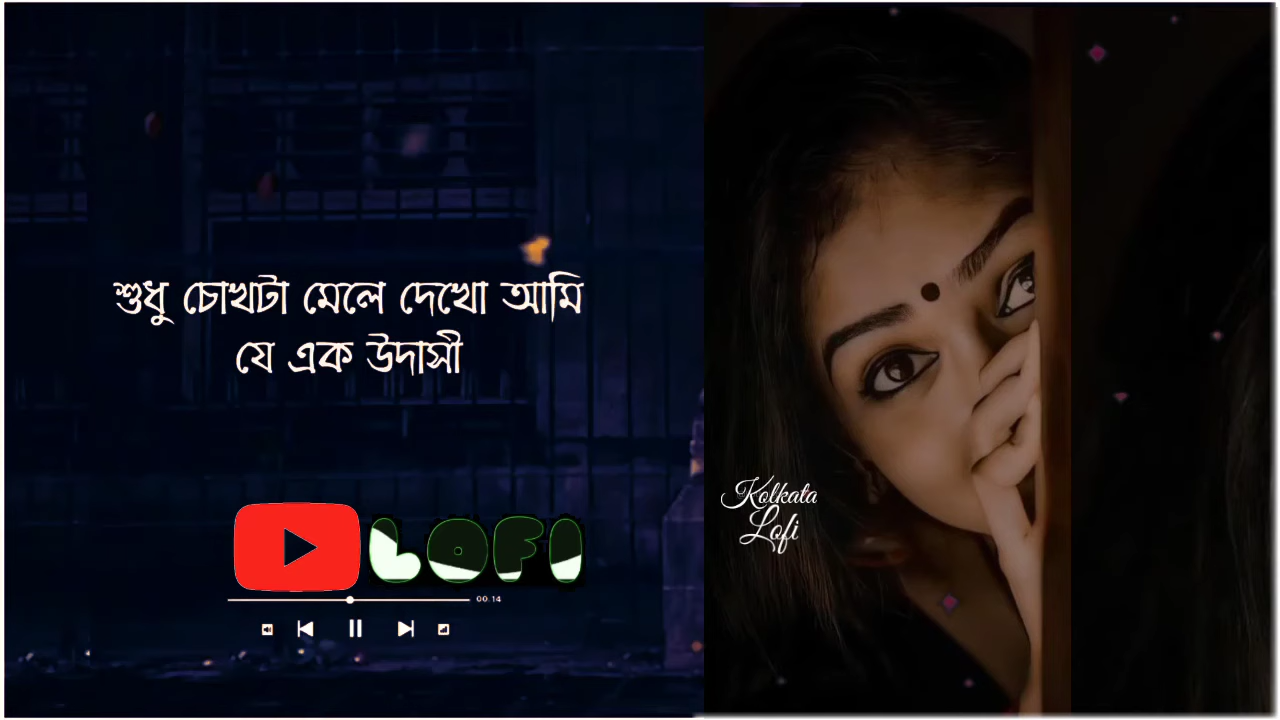 শুধু চোখটা মেলে দেখো আমি
যে এক উদাসী
LOFI
00.14
Kolkata
Lofi